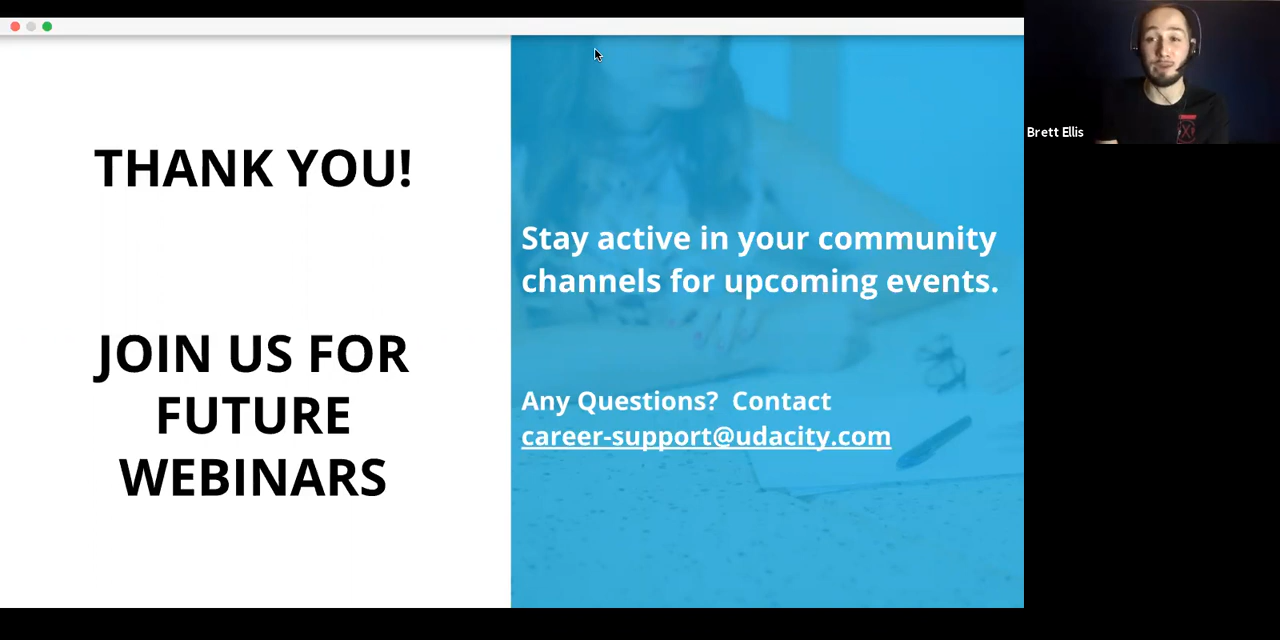 THANK YOU!
JOIN US FOR
FUTURE
WEBINARS
Stay active in your community
channels for upcoming events.
Any Questions?  Contact
career-support@udacity.com
Brett Ellis